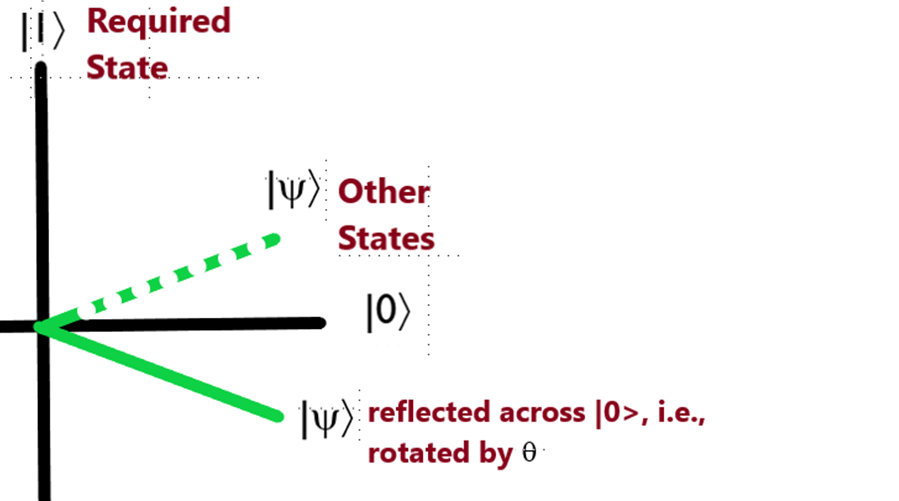 |1⟩ Required
State
|ψ⟩ Other
States
|0⟩
|ψ⟩ reflected across |0>, i.e.,
rotated by θ